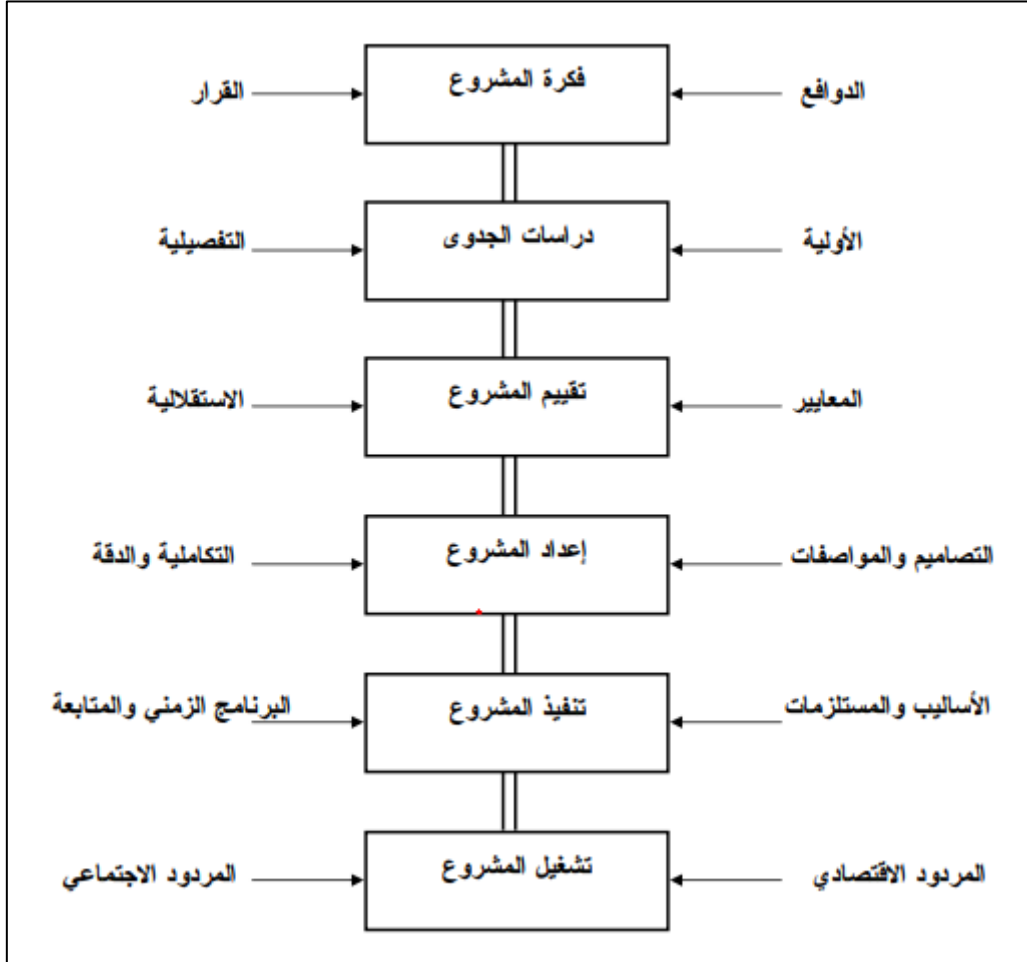 فكرة المشروع
الدوافع
القرار
دراسات الجدوى
الأولية
التفصيلية
تقييم المشروع
المعايير
الاستقلالية
إعداد المشروع
التصاميم والمواصفات
التكاملية والدقة
تنفيذ المشروع
الأساليب والمستلزمات
البرنامج الزمني والمتابعة
تشغيل المشروع
المردود الاقتصادي
المردود الاجتماعي